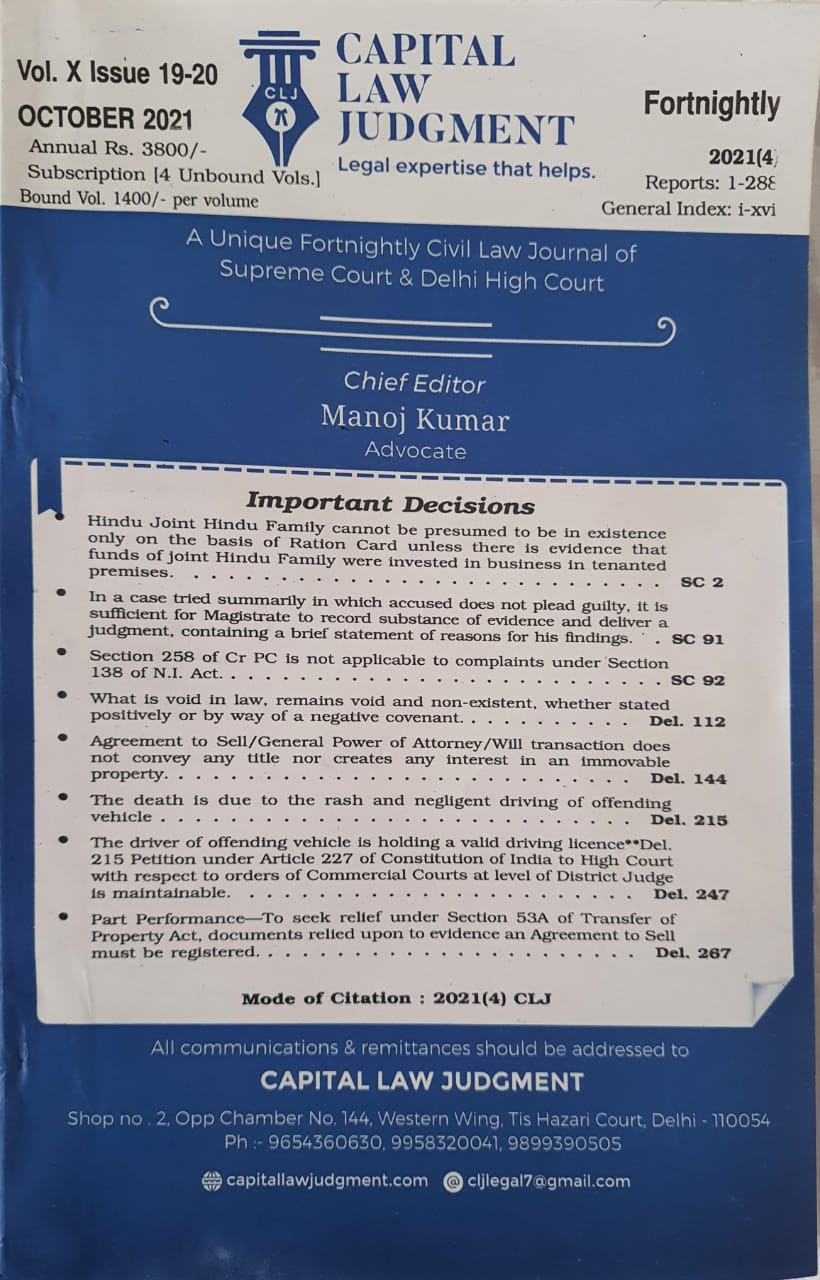 Vol. X Issue 19-20
OCTOBER 2021
Annual Rs. 3800/-
Subscription [4 Unbound Vols.]
Bound Vol. 1400/- per volume
CLJ
CAPITAL
LAW
JUDGMENT
Legal expertise that helps.
Fortnightly
2021(4)
Reports: 1-288
General Index: i-xvi
A Unique Fortnightly Civil Law Journal of
Supreme Court & Delhi High Court
Chief Editor
Manoj Kumar
Advocate
Important Decisions
• Hindu Joint Hindu Family cannot be presumed to be in existence
only on the basis of Ration Card unless there is evidence that
funds of joint Hindu Family were invested in business in tenanted
premises. . . . . . . . . . . . . . . . . . . . . . . . . . . . SC 2
• In a case tried summarily in which accused does not plead guilty, it is
sufficient for Magistrate to record substance of evidence and deliver a
judgment, containing a brief statement of reasons for his findings. . . SC 91
• Section 258 of Cr PC is not applicable to complaints under Section
138 of N.I. Act. . . . . . . . . . . . . . . . . . . . . . . . . . SC 92
• What is void in law, remains void and non-existent, whether stated
positively or by way of a negative covenant. . . . . . . . . . . Del. 112
• Agreement to Sell/General Power of Attorney/Will transaction does
not convey any title nor creates any interest in an immovable
property. . . . . . . . . . . . . . . . . . . . . . . . . . . Del. 144
• The death is due to the rash and negligent driving of offending
vehicle . . . . . . . . . . . . . . . . . . . . . . . . . . . Del. 215
• The driver of offending vehicle is holding a valid driving licence**Del.
215 Petition under Article 227 of Constitution of India to High Court
with respect to orders of Commercial Courts at level of District Judge
is maintainable. . . . . . . . . . . . . . . . . . . . . . . Del. 247
• Part Performance—To seek relief under Section 53A of Transfer of
Property Act, documents relied upon to evidence an Agreement to Sell
must be registered. . . . . . . . . . . . . . . . . . . . . . Del. 267
Mode of Citation : 2021(4) CLJ
All communications & remittances should be addressed to
CAPITAL LAW JUDGMENT
Shop no . 2, Opp Chamber No. 144, Western Wing, Tis Hazari Court, Delhi - 110054
Ph :- 9654360630, 9958320041, 9899390505
capitallawjudgment.com @ cljlegal7@gmail.com